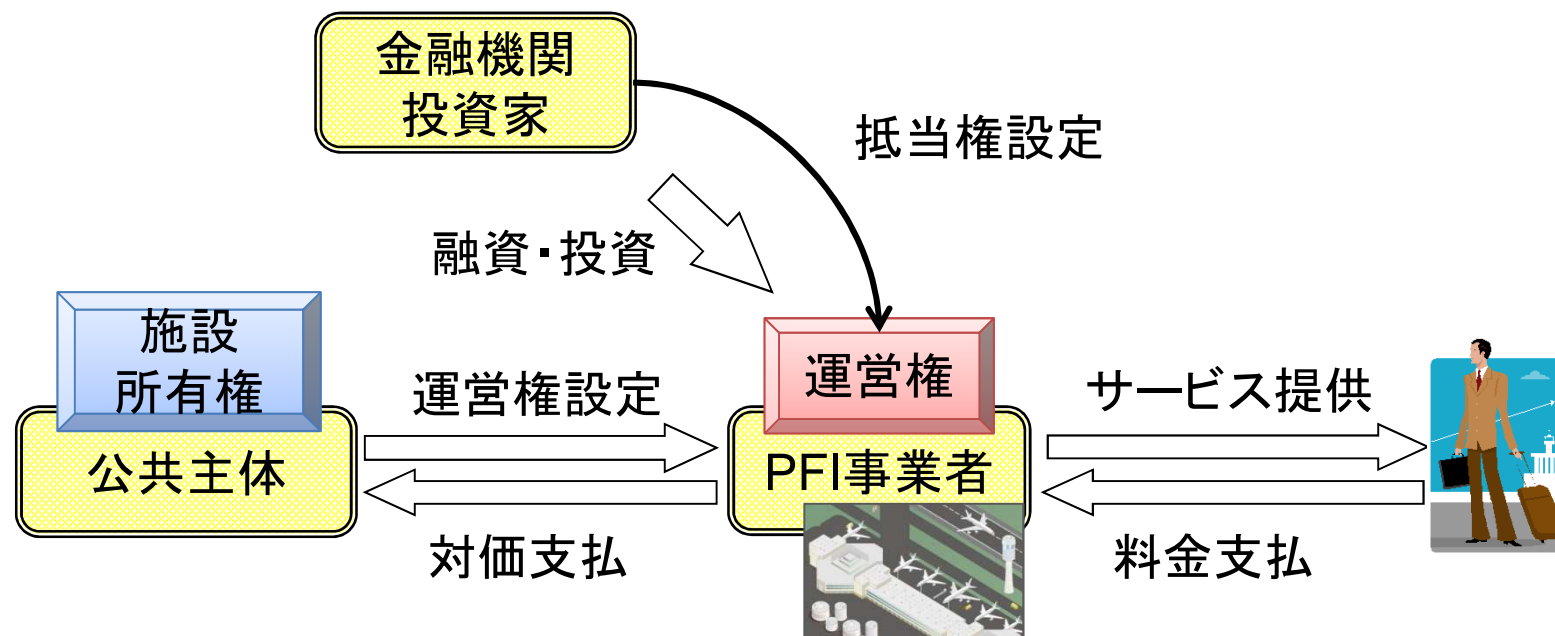 金融機関
投資家
抵当権設定
融資・投資
施設
所有権
運営権設定
運営権
サービス提供
公共主体
PFI事業者
対価支払
料金支払